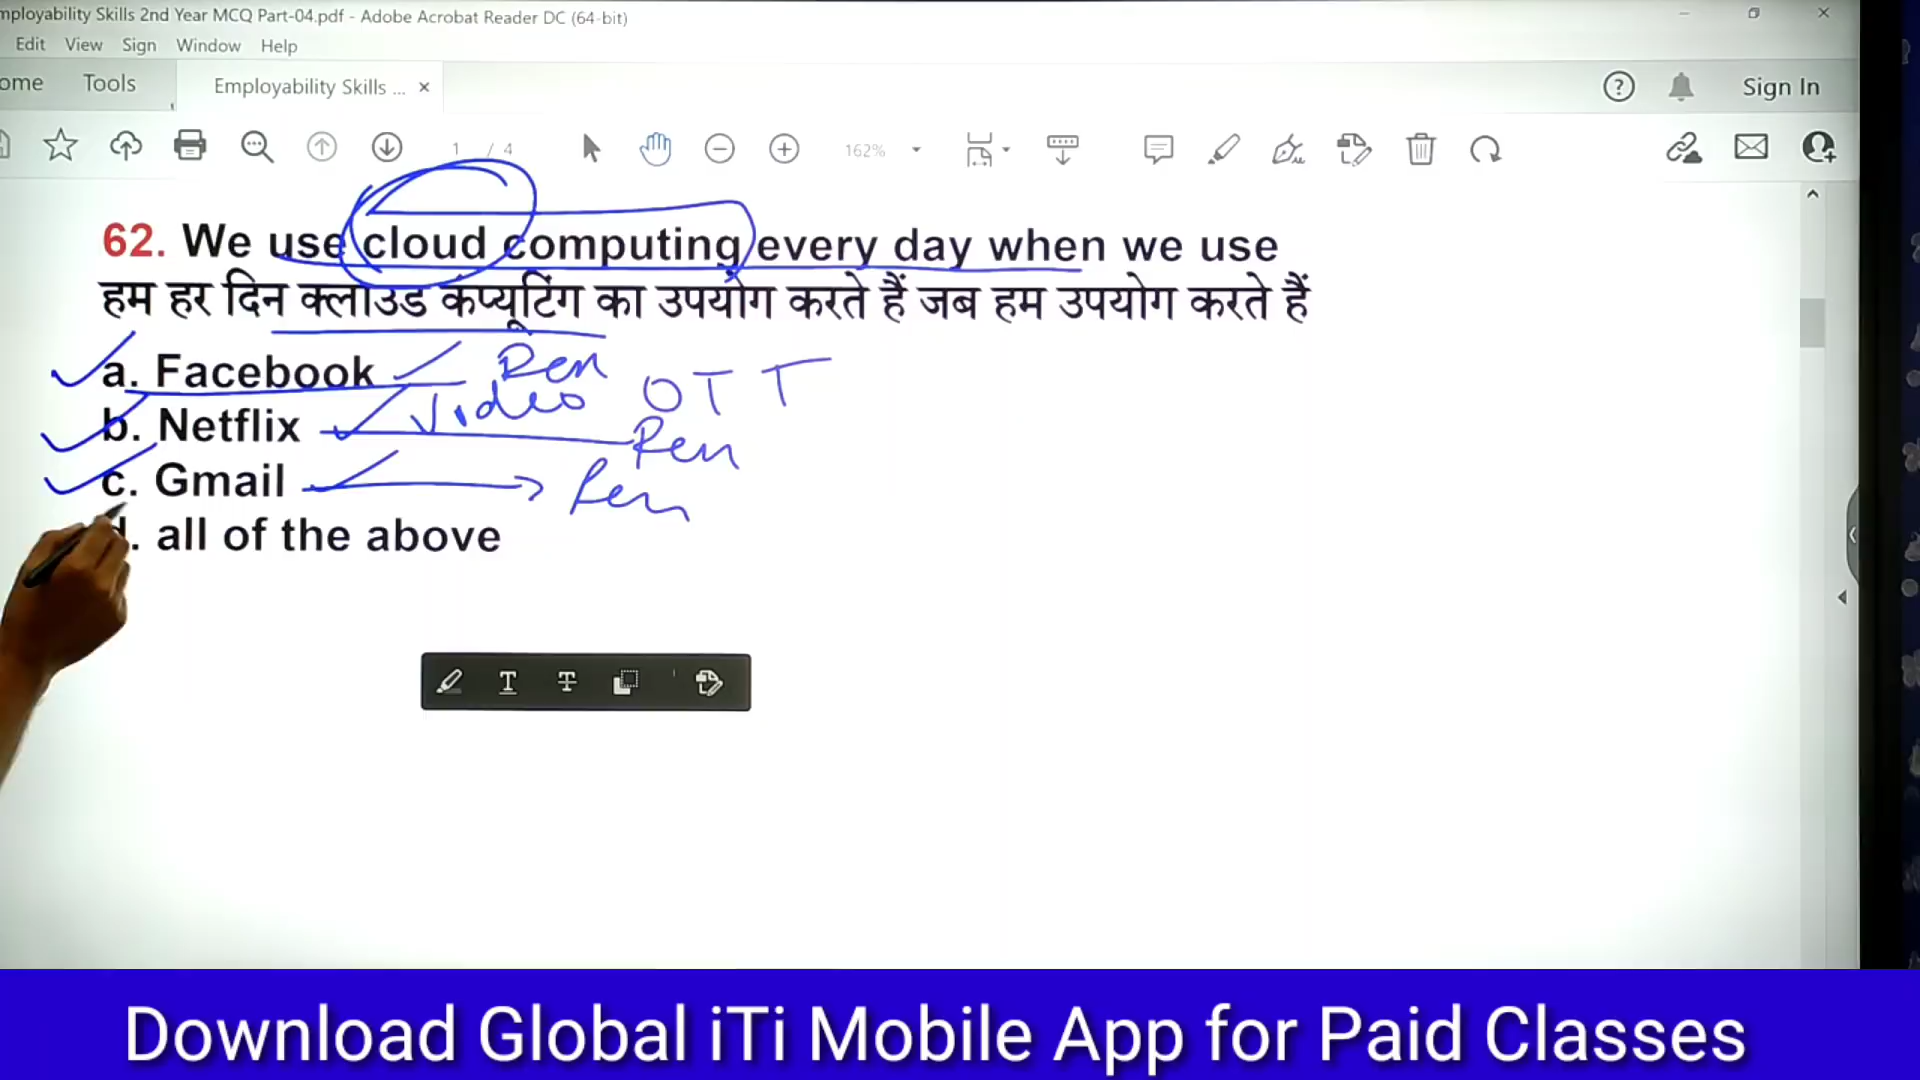 mployability Skills 2nd Year MCQ Part-04.pdf - Adobe Acrobat Reader DC (64-bit)
Edit View Sign Window Help
ome Tools Employability Skills ... × Sign In
1 / 4 162%
62. We use cloud computing every day when we use
हम हर दिन क्लाउड कंप्यूटिंग का उपयोग करते हैं जब हम उपयोग करते हैं
a. Facebook
b. Netflix Video OTT
c. Gmail
d. all of the above
Download Global iTi Mobile App for Paid Classes